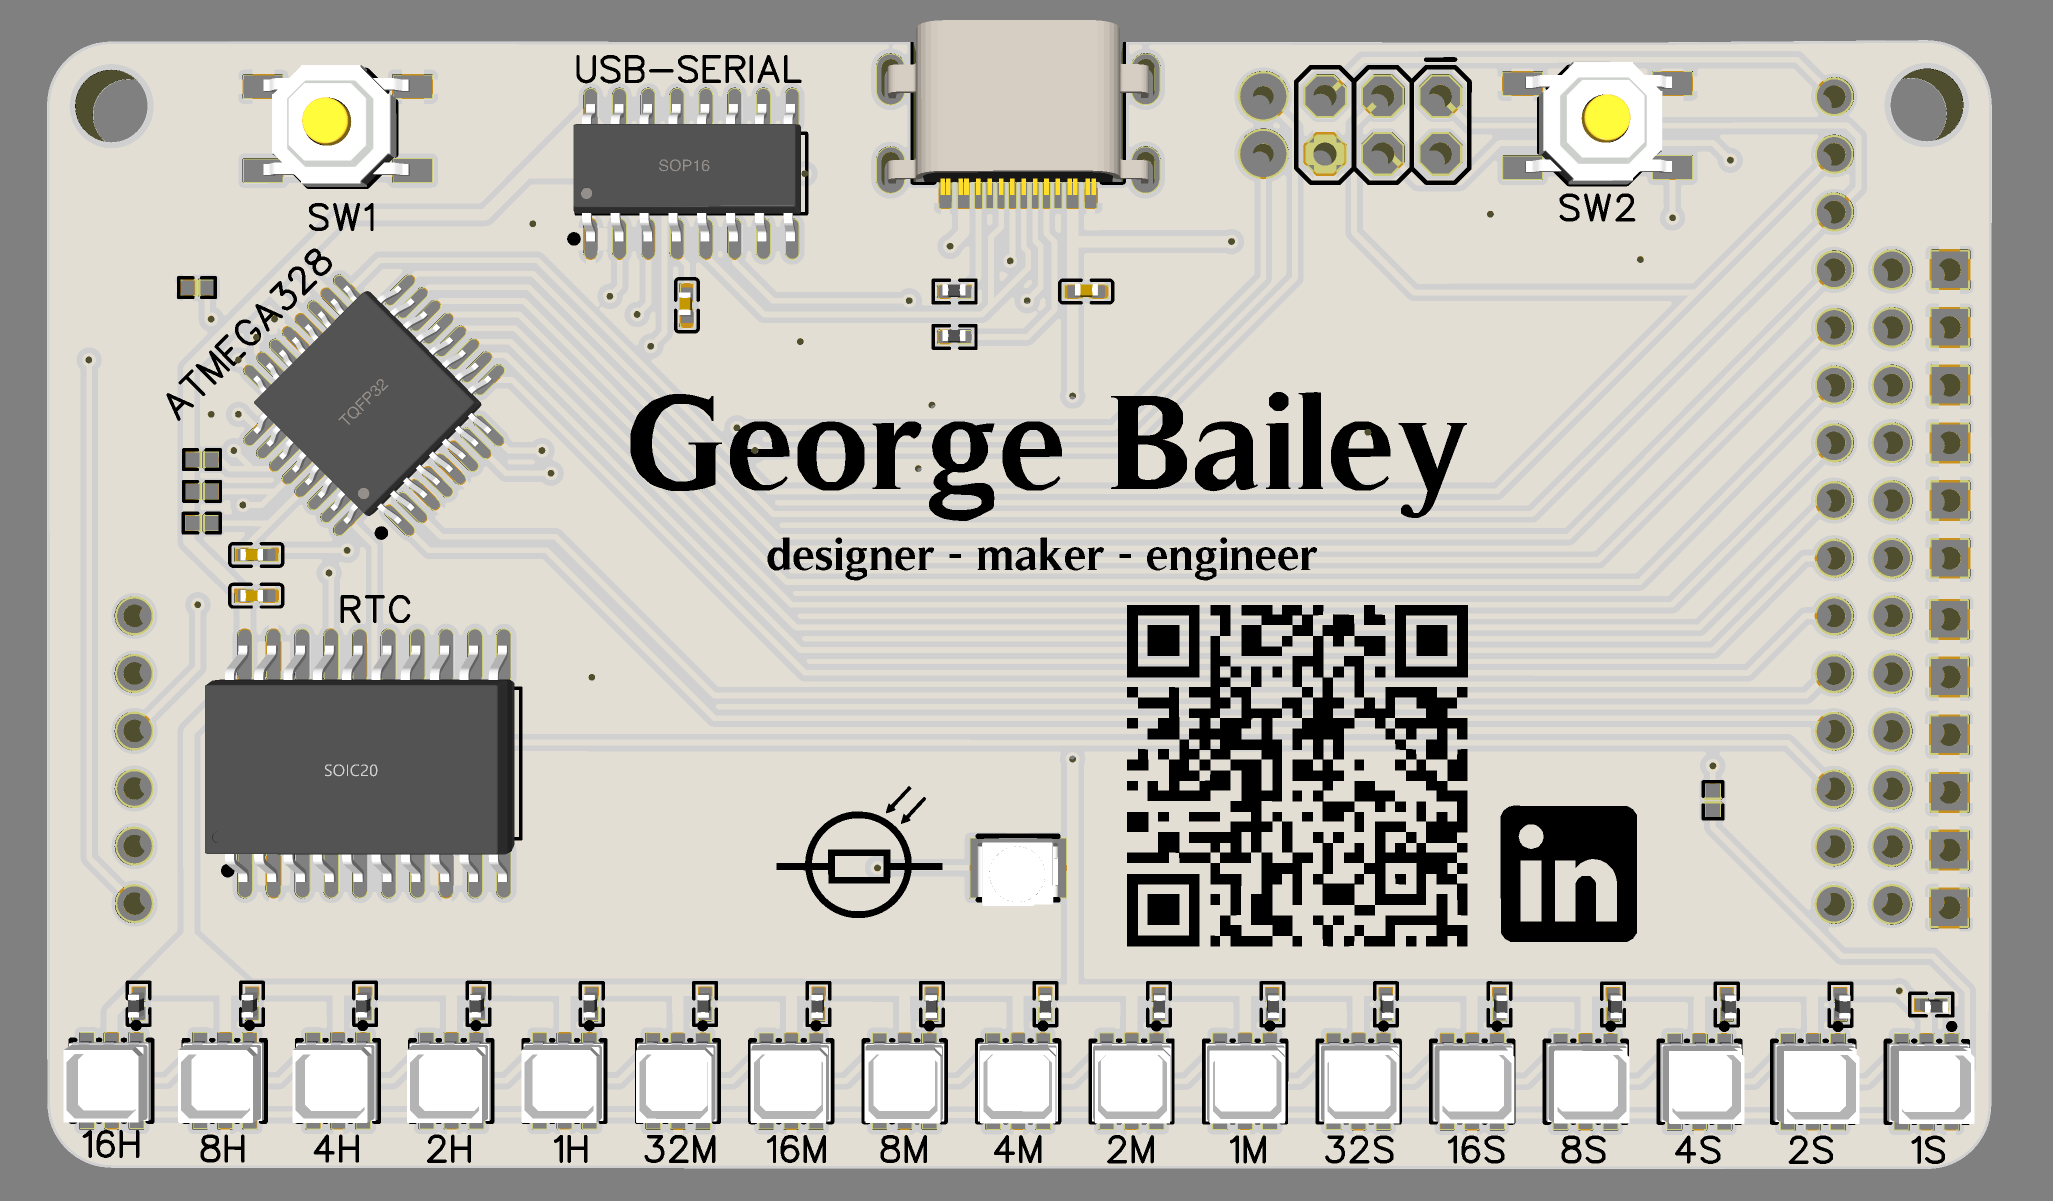 USB-SERIAL
SOP16
SW1
SW2
ATMEGA328
TQFP32
George Bailey
designer - maker - engineer
RTC
SOIC20
in
16H 8H 4H 2H 1H 32M 16M 8M 4M 2M 1M 32S 16S 8S 4S 2S 1S